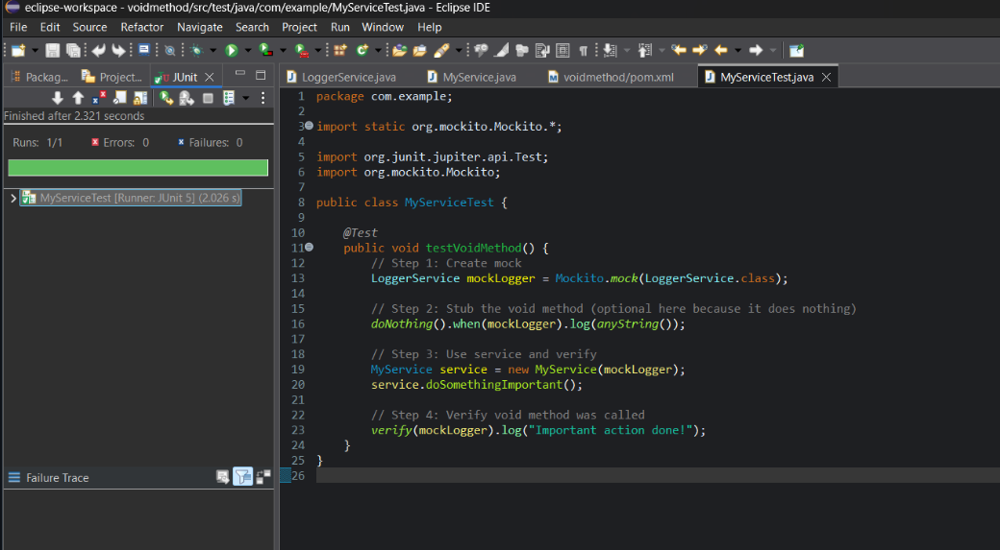 eclipse-workspace - voidmethod/src/test/java/com/example/MyServiceTest.java - Eclipse IDE
File Edit Source Refactor Navigate Search Project Run Window Help
Packag... Project... JUnit
LoggerService.java MyService.java voidmethod/pom.xml MyServiceTest.java
Finished after 2.321 seconds
Runs: 1/1 Errors: 0 Failures: 0
MyServiceTest [Runner: JUnit 5] (2.026 s)
Failure Trace
1 package com.example;
2
3 import static org.mockito.Mockito.*;
4
5 import org.junit.jupiter.api.Test;
6 import org.mockito.Mockito;
7
8 public class MyServiceTest {
9
10 @Test
11 public void testVoidMethod() {
12 // Step 1: Create mock
13 LoggerService mockLogger = Mockito.mock(LoggerService.class);
14
15 // Step 2: Stub the void method (optional here because it does nothing)
16 doNothing().when(mockLogger).log(anyString());
17
18 // Step 3: Use service and verify
19 MyService service = new MyService(mockLogger);
20 service.doSomethingImportant();
21
22 // Step 4: Verify void method was called
23 verify(mockLogger).log("Important action done!");
24 }
25 }
26